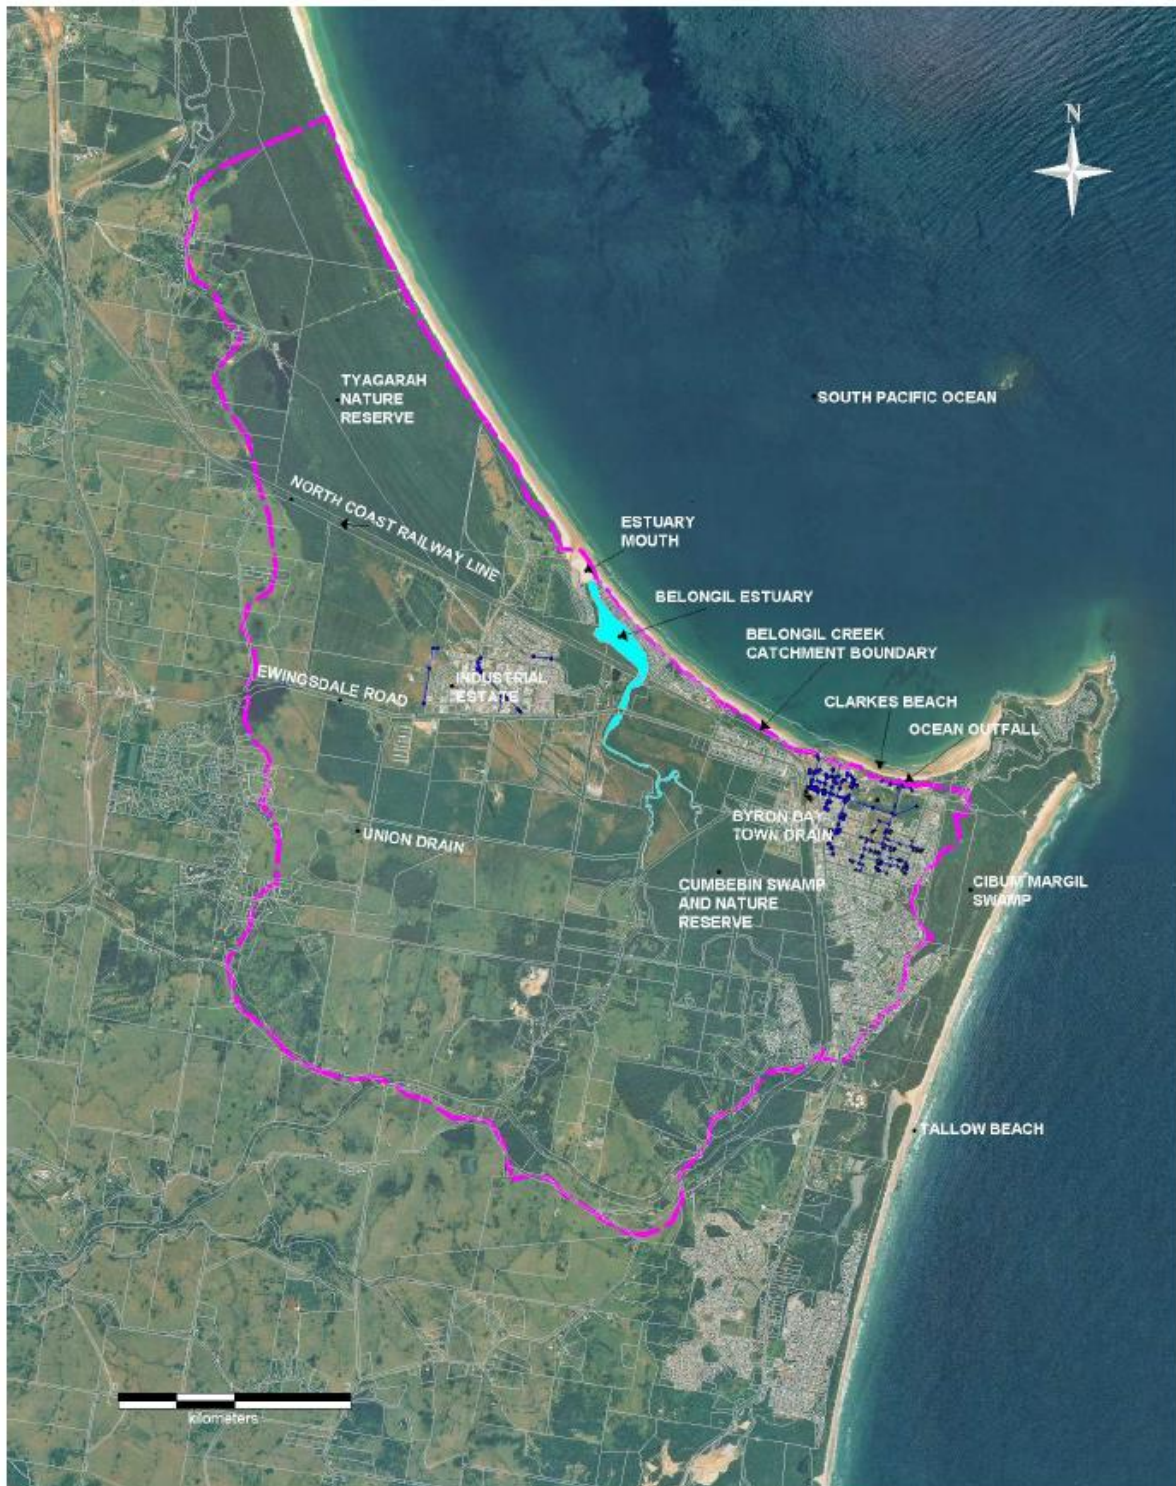 N
TYAGARAH
NATURE
RESERVE
SOUTH PACIFIC OCEAN
NORTH COAST RAILWAY LINE
ESTUARY
MOUTH
BELONGIL ESTUARY
BELONGIL CREEK
CATCHMENT BOUNDARY
EWINGSDALE ROAD
INDUSTRIAL
ESTATE
CLARKES BEACH
OCEAN OUTFALL
BYRON BAY
TOWN DRAIN
UNION DRAIN
CUMBEBIN SWAMP
AND NATURE
RESERVE
CIBUM MARGIL
SWAMP
TALLOW BEACH
kilometers